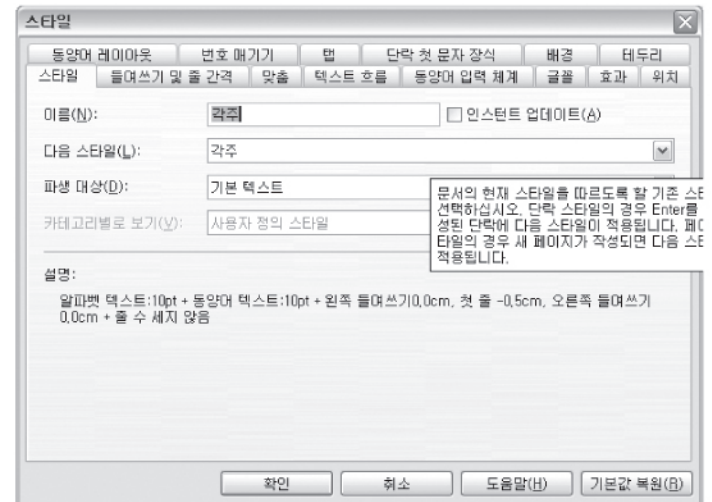 스타일
동양어 레이아웃 번호 매기기 탭 단락 첫 문자 장식 배경 테두리
스타일 들여쓰기 및 줄 간격 맞춤 텍스트 흐름 동양어 입력 체계 글꼴 효과 위치
이름(N): 각주 인스턴트 업데이트(A)
다음 스타일(L): 각주
파생 대상(D): 기본 텍스트
카테고리별로 보기(V): 사용자 정의 스타일
문서의 현재 스타일을 따르도록 할 기존 스
선택하십시오. 단락 스타일의 경우 Enter를
성된 단락에 다음 스타일이 적용됩니다. 페이
타일의 경우 새 페이지가 작성되면 다음 스
적용됩니다.
설명:
알파벳 텍스트:10pt + 동양어 텍스트:10pt + 왼쪽 들여쓰기0,0cm, 첫 줄 -0,5cm, 오른쪽 들여쓰기
0,0cm + 줄 수 세지 않음
확인 취소 도움말(H) 기본값 복원(R)